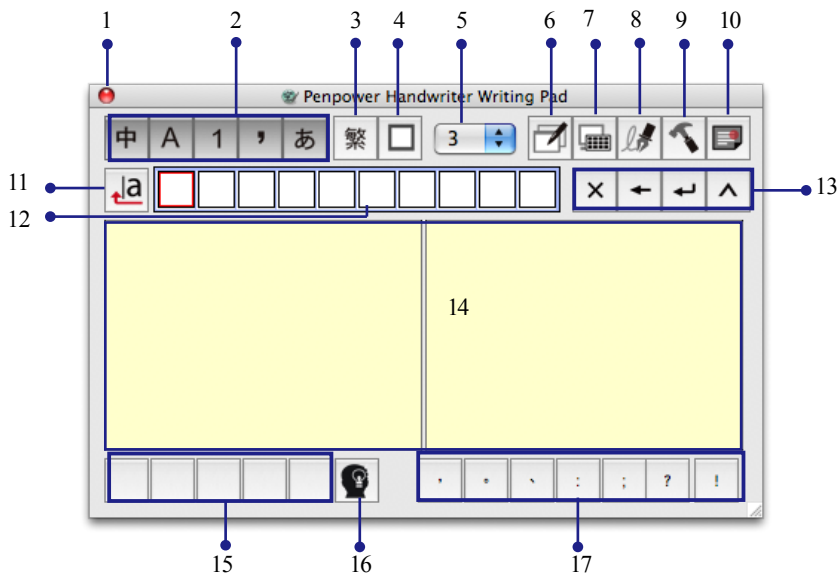 1 2 3 4 5 6 7 8 9 10
Penpower Handwriter Writing Pad
中 A 1 ❜ あ 繁 3
11 a 13
12
14
, 。 、 : ; ? !
15 16 17